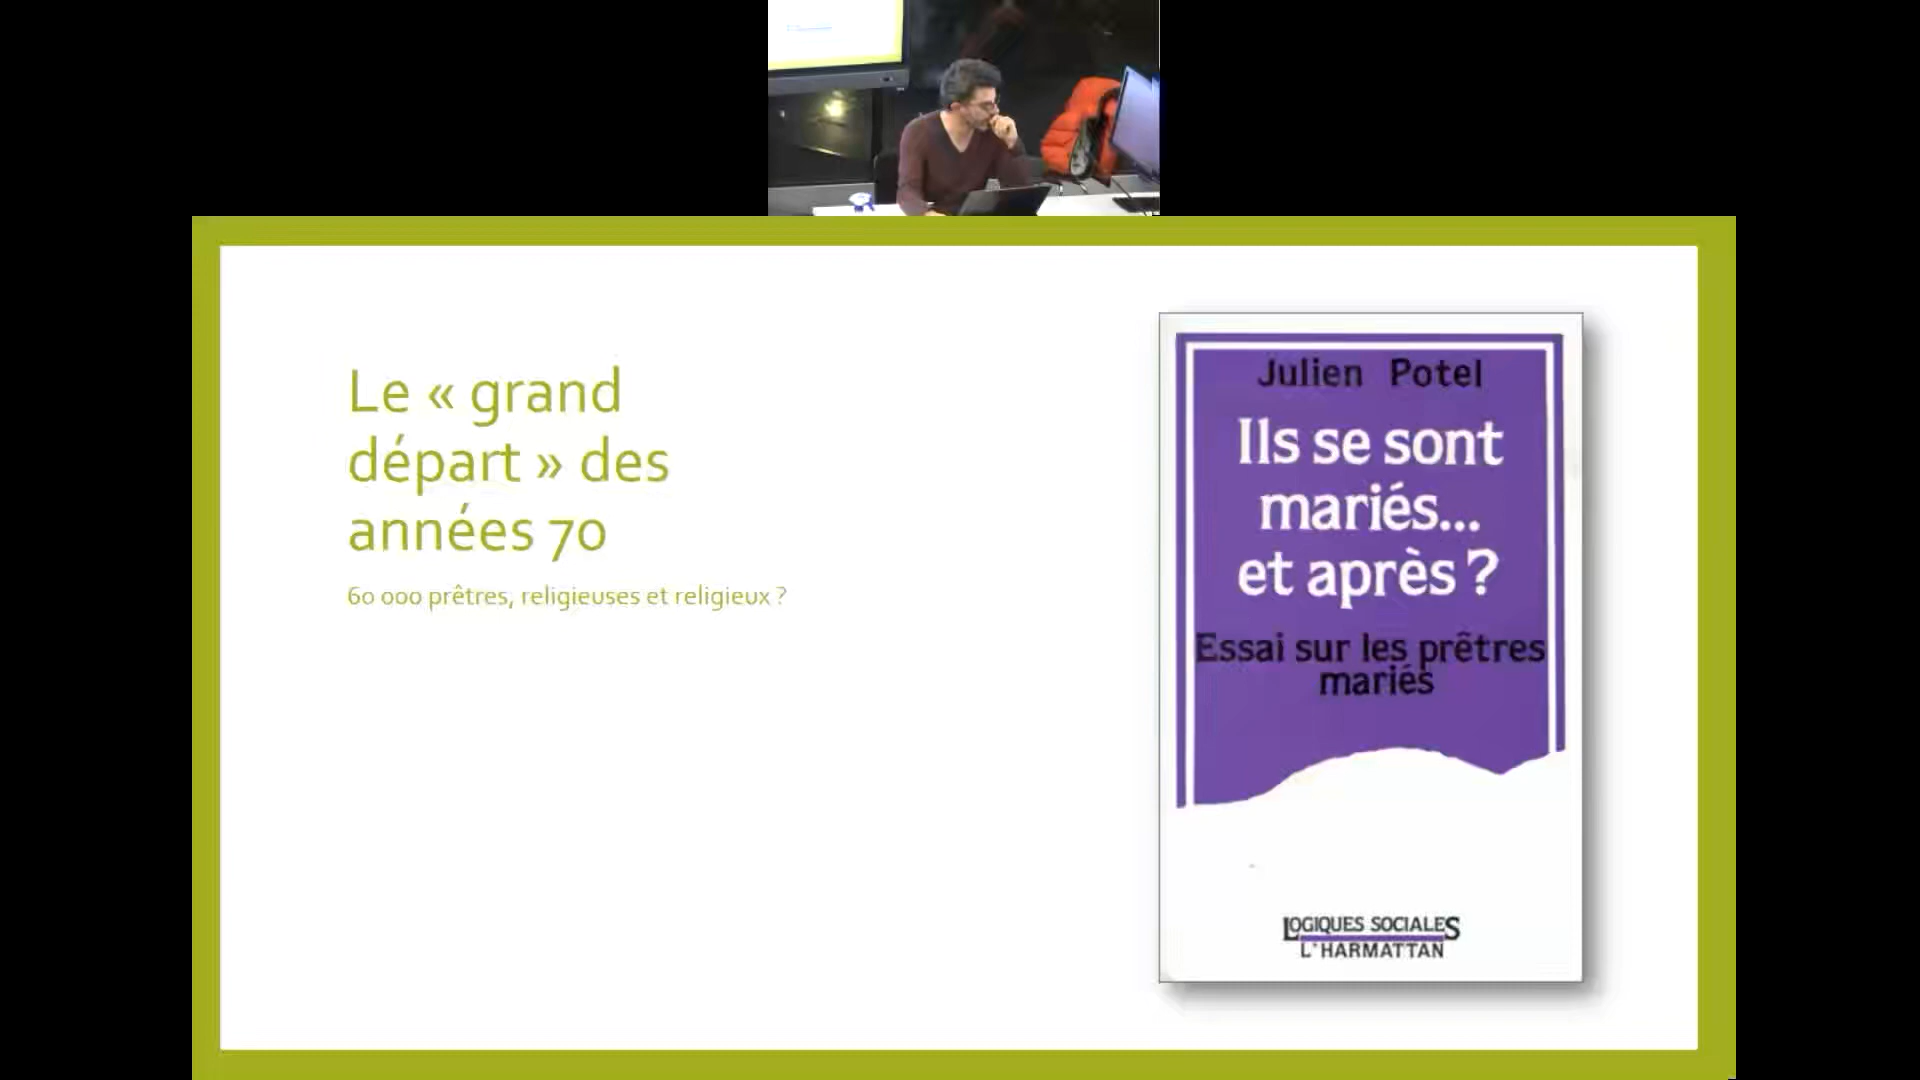 Le « grand
départ » des
années 70
60 000 prêtres, religieuses et religieux ?
Julien Potel
Ils se sont
mariés...
et après ?
Essai sur les prêtres
mariés
LOGIQUES SOCIALES
L'HARMATTAN